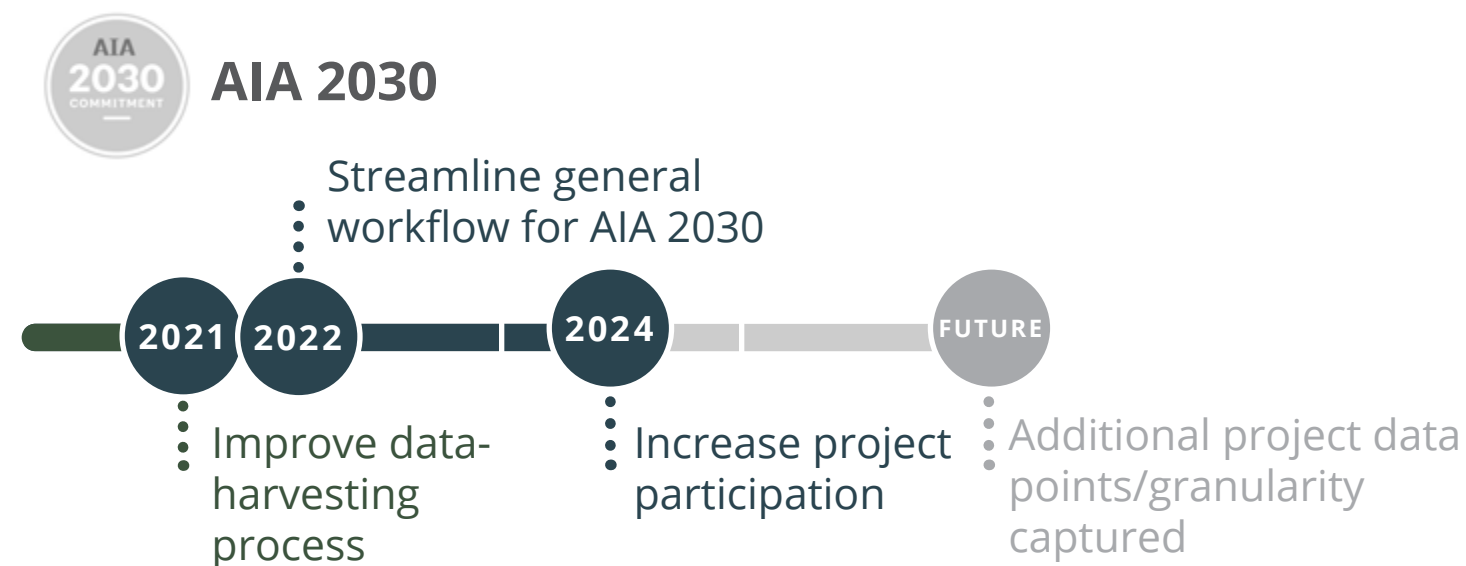 AIA
2030
COMMITMENT
AIA 2030
Streamline general
workflow for AIA 2030
2021
2022
2024
FUTURE
Improve data-
harvesting
process
Increase project
participation
Additional project data
points/granularity
captured